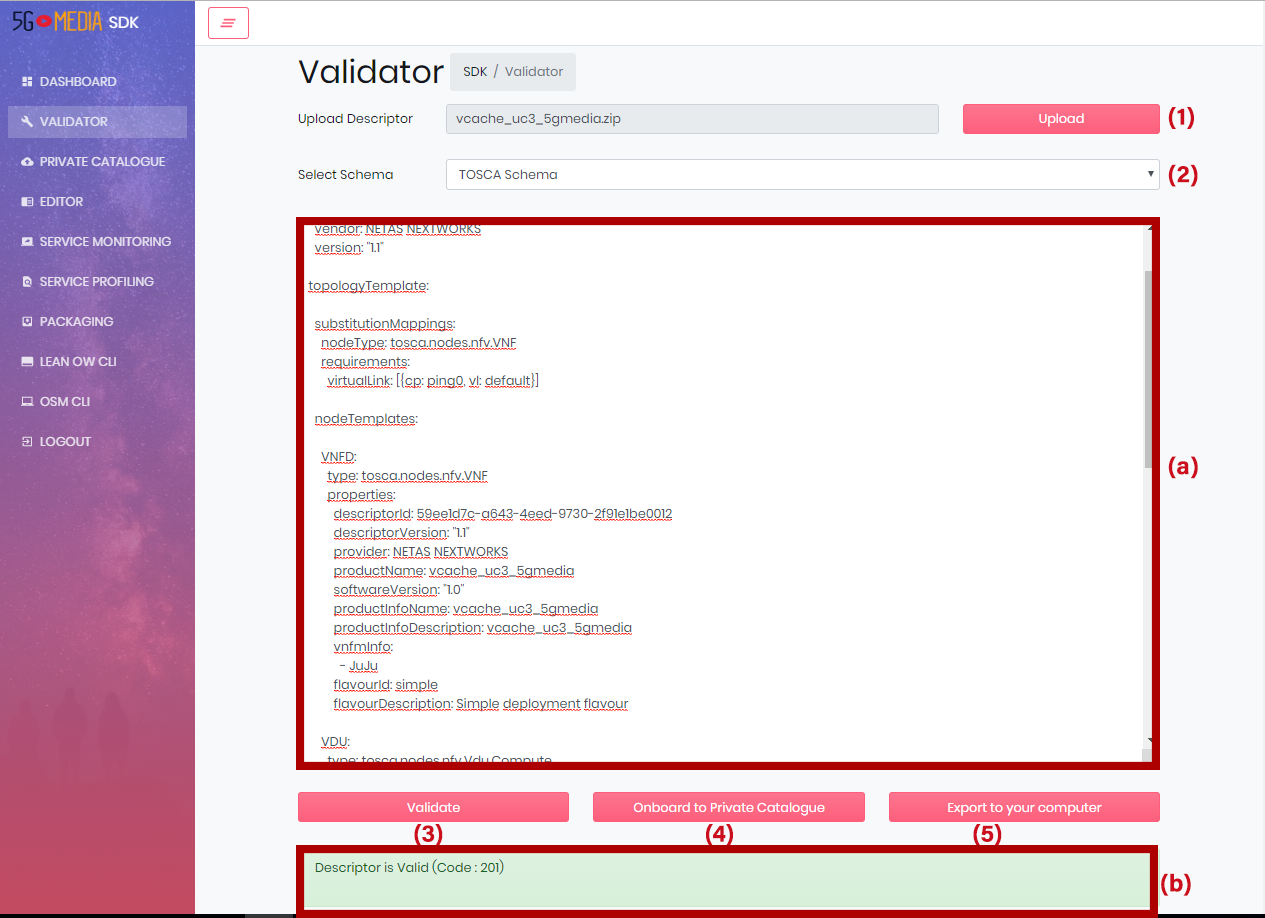 5G MEDIA SDK
DASHBOARD
VALIDATOR
PRIVATE CATALOGUE
EDITOR
SERVICE MONITORING
SERVICE PROFILING
PACKAGING
LEAN OW CLI
OSM CLI
LOGOUT
Validator SDK / Validator
Upload Descriptor vcache_uc3_5gmedia.zip Upload (1)
Select Schema TOSCA Schema (2)
vendor: NETAS NEXTWORKS
version: "1.1"
topologyTemplate:
substitutionMappings:
nodeType: tosca.nodes.nfv.VNF
requirements:
virtualLink: [{cp: ping0, vl: default}]
nodeTemplates:
VNFD:
type: tosca.nodes.nfv.VNF
properties:
descriptorId: 59ee1d7c-a643-4eed-9730-2f91e1be0012
descriptorVersion: "1.1"
provider: NETAS NEXTWORKS
productName: vcache_uc3_5gmedia
softwareVersion: "1.0"
productInfoName: vcache_uc3_5gmedia
productInfoDescription: vcache_uc3_5gmedia
vnfmInfo:
- JuJu
flavourId: simple
flavourDescription: Simple deployment flavour
VDU:
type: tosca.nodes.nfv.Vdu.Compute
(a)
Validate Onboard to Private Catalogue Export to your computer
(3) (4) (5)
Descriptor is Valid (Code : 201)
(b)